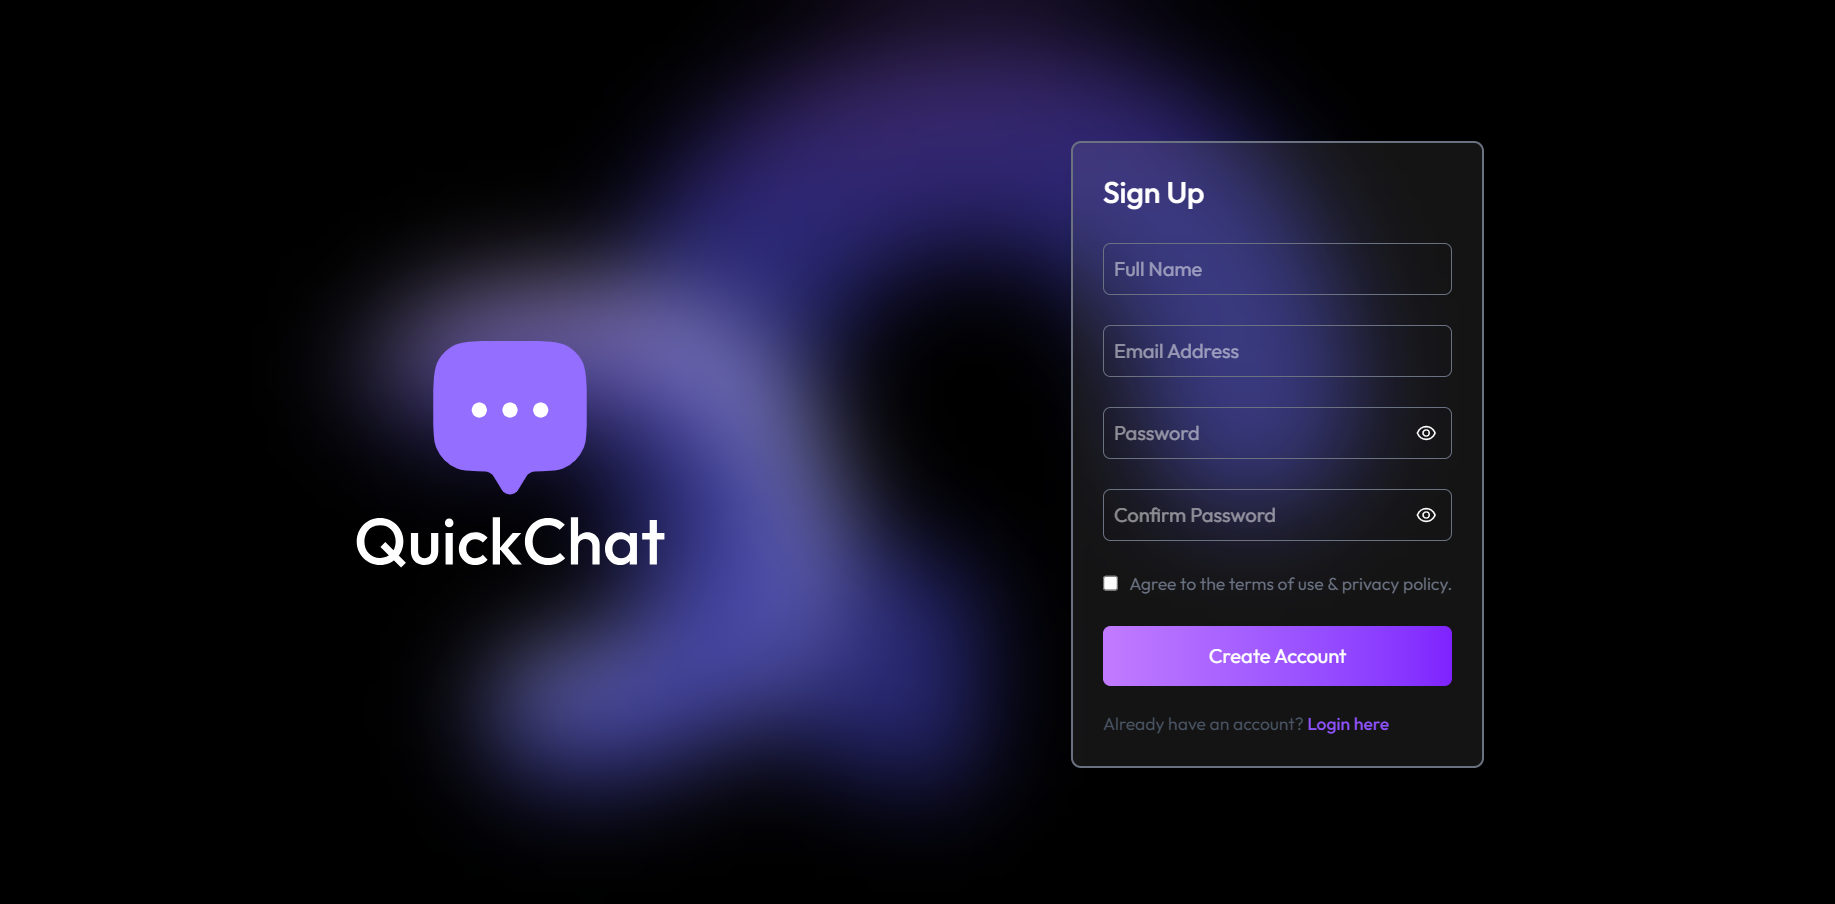 QuickChat
Sign Up
Full Name
Email Address
Password
Confirm Password
Agree to the terms of use & privacy policy.
Create Account
Already have an account? Login here